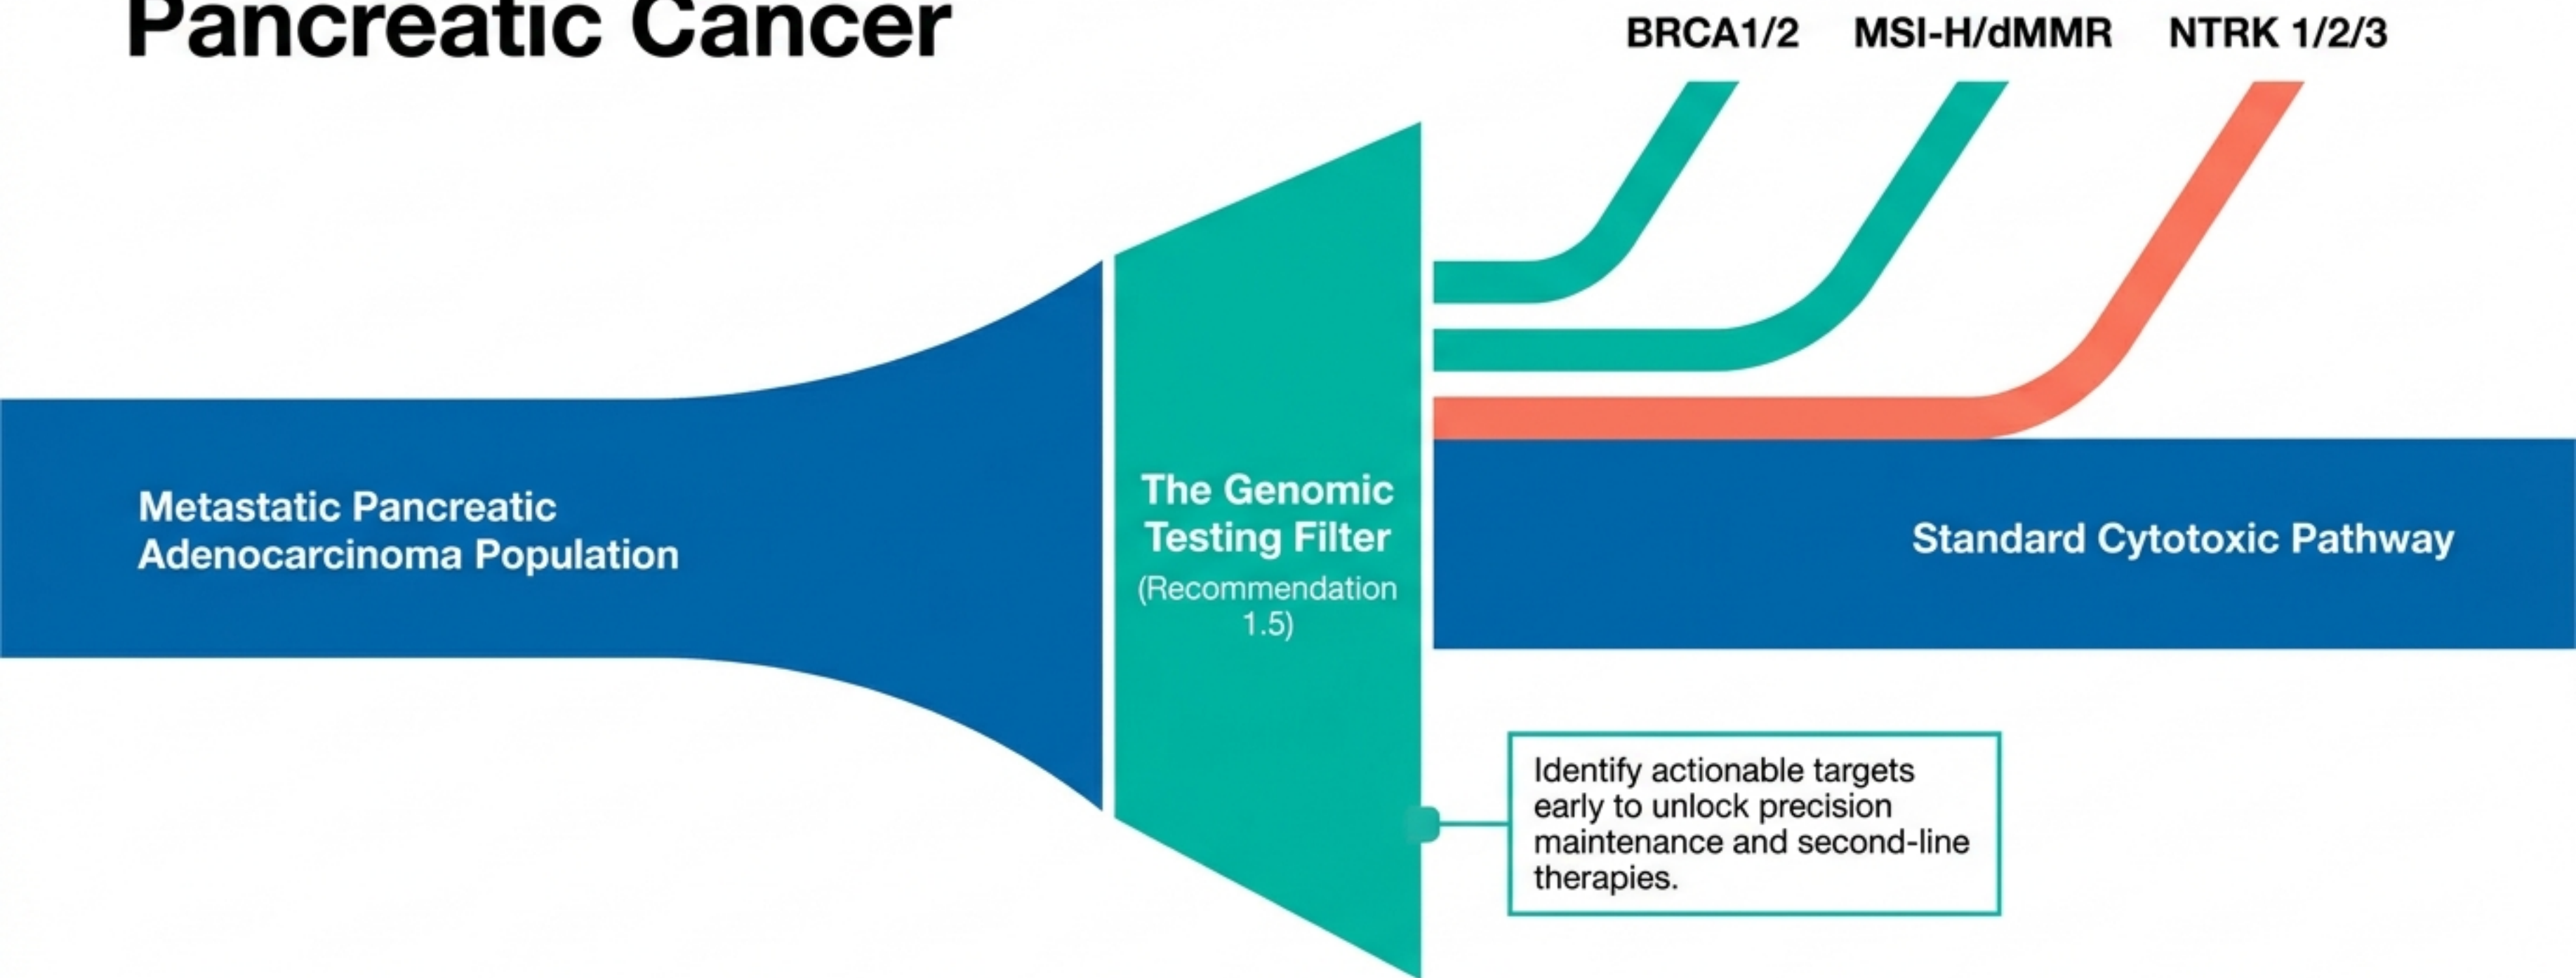 Pancreatic Cancer
BRCA1/2 MSI-H/dMMR NTRK 1/2/3
Metastatic Pancreatic
Adenocarcinoma Population
The Genomic
Testing Filter
(Recommendation
1.5)
Standard Cytotoxic Pathway
Identify actionable targets
early to unlock precision
maintenance and second-line
therapies.